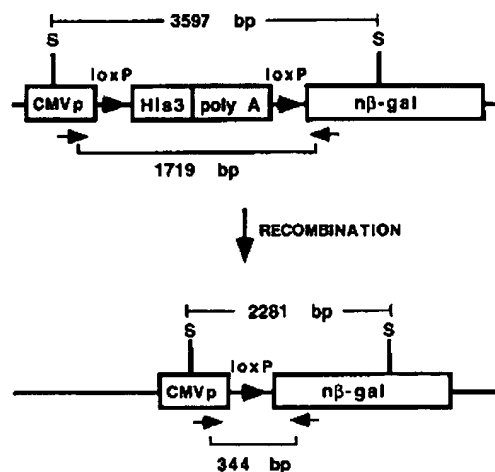 3597 bp
S S
loxP loxP
CMVp His3 poly A nβ-gal
1719 bp
RECOMBINATION
2281 bp
S S
loxP
CMVp nβ-gal
344 bp